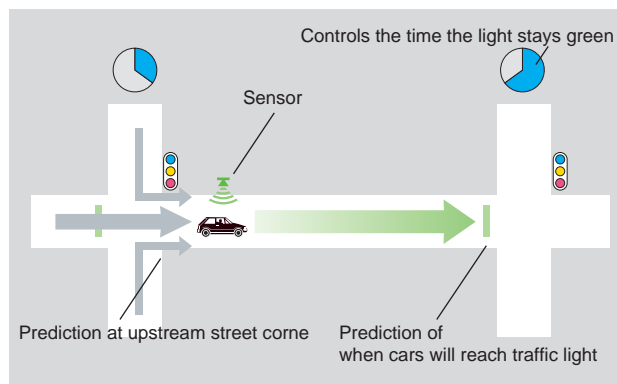 Controls the time the light stays green
Sensor
Prediction at upstream street corne
Prediction of
when cars will reach traffic light